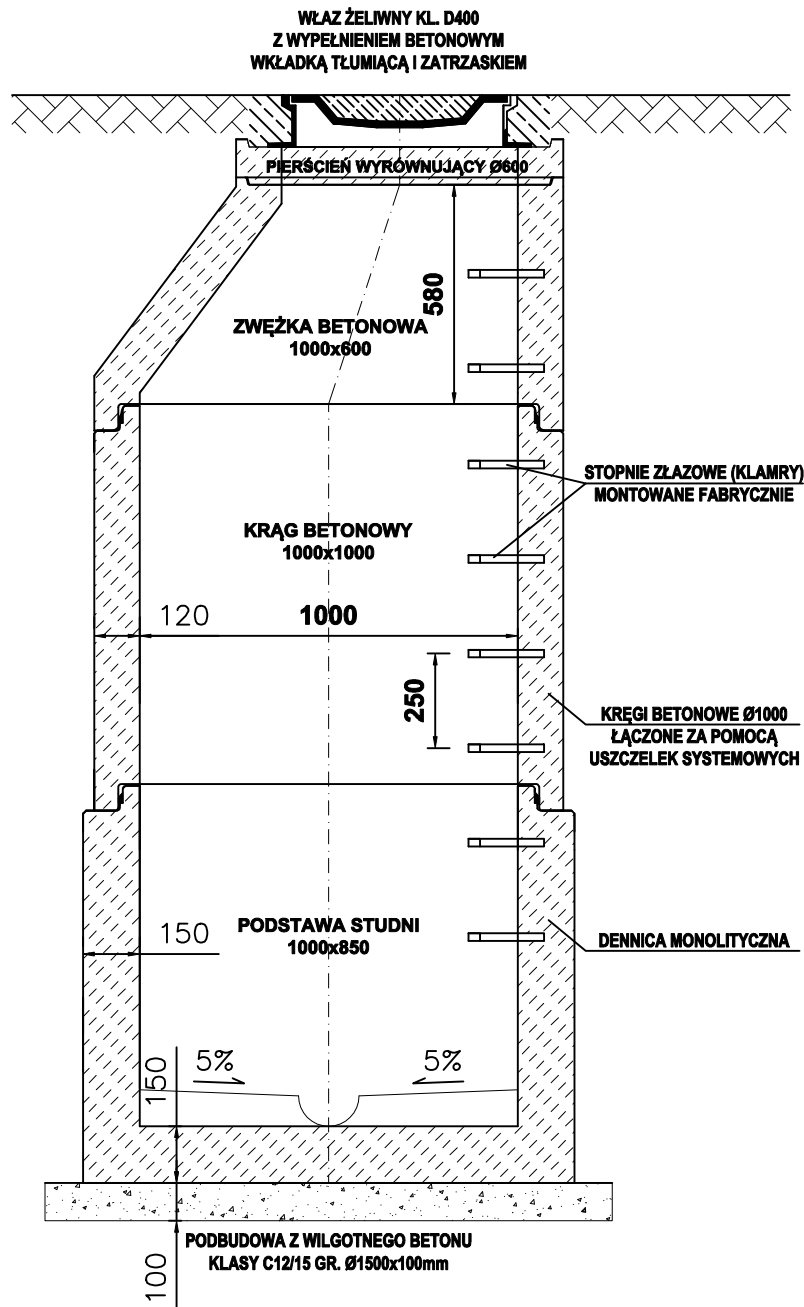 WŁAZ ŻELIWNY KL. D400
Z WYPEŁNIENIEM BETONOWYM
WKŁADKĄ TŁUMIĄCĄ I ZATRZASKIEM
PIERŚCIEŃ WYRÓWNUJĄCY Ø600
580
ZWĘŻKA BETONOWA
1000x600
STOPNIE ZŁAZOWE (KLAMRY)
MONTOWANE FABRYCZNIE
KRĄG BETONOWY
1000x1000
120
1000
250
KRĘGI BETONOWE Ø1000
ŁĄCZONE ZA POMOCĄ
USZCZELEK SYSTEMOWYCH
PODSTAWA STUDNI
1000x850
150
DENNICA MONOLITYCZNA
5%
5%
150
PODBUDOWA Z WILGOTNEGO BETONU
KLASY C12/15 GR. Ø1500x100mm
100